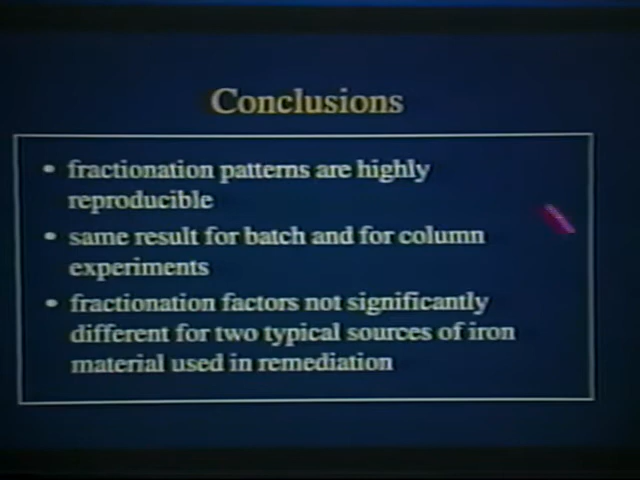 Conclusions
• fractionation patterns are highly
reproducible
• same result for batch and for column
experiments
• fractionation factors not significantly
different for two typical sources of iron
material used in remediation